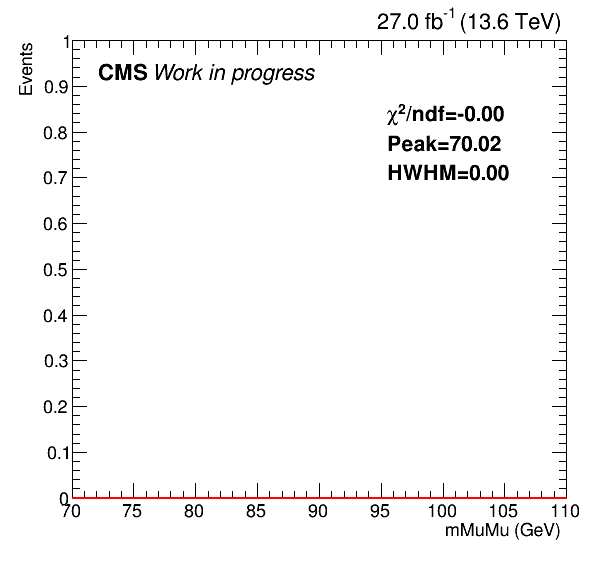 27.0 fb⁻¹ (13.6 TeV)
Events
CMS Work in progress
χ²/ndf=-0.00
Peak=70.02
HWHM=0.00
1
0.9
0.8
0.7
0.6
0.5
0.4
0.3
0.2
0.1
0
70 75 80 85 90 95 100 105 110
mMuMu (GeV)